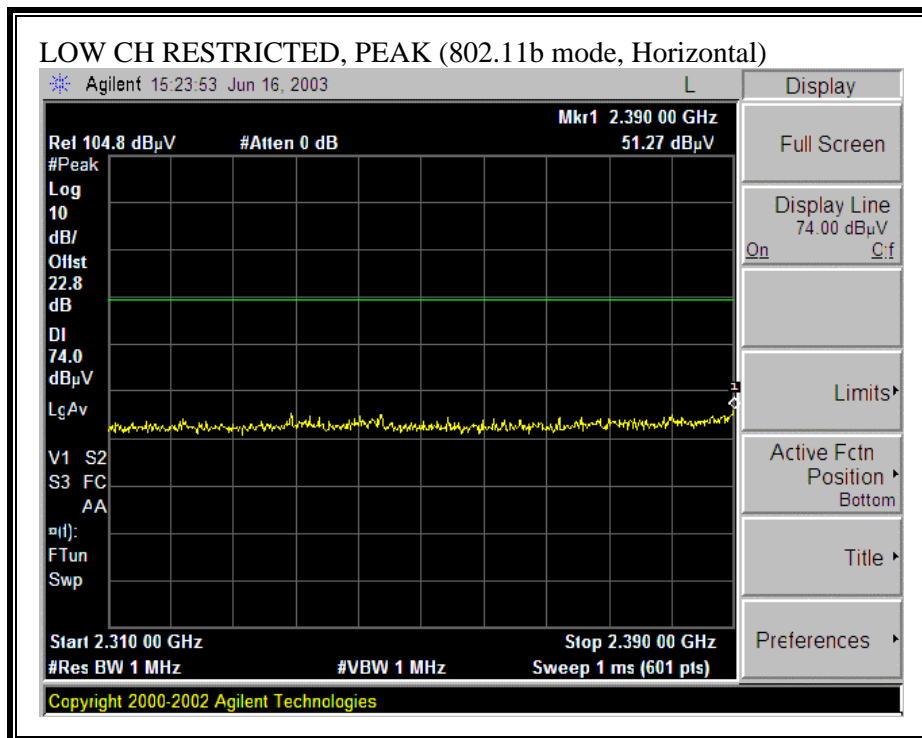 LOW CH RESTRICTED, PEAK (802.11b mode, Horizontal)
Agilent 15:23:53 Jun 16, 2003 L
Mkr1 2.390 00 GHz
Ref 104.8 dBµV #Atten 0 dB 51.27 dBµV
#Peak
Log
10
dB/
Offst
22.8
dB
DI
74.0
dBµV
LgAv
1
V1 S2
S3 FC
AA
¤(f):
FTun
Swp
Start 2.310 00 GHz Stop 2.390 00 GHz
#Res BW 1 MHz #VBW 1 MHz Sweep 1 ms (601 pts)
Copyright 2000-2002 Agilent Technologies
Display
Full Screen
Display Line
74.00 dBµV
On
Limits
Active Fctn
Position
Bottom
Title
Preferences